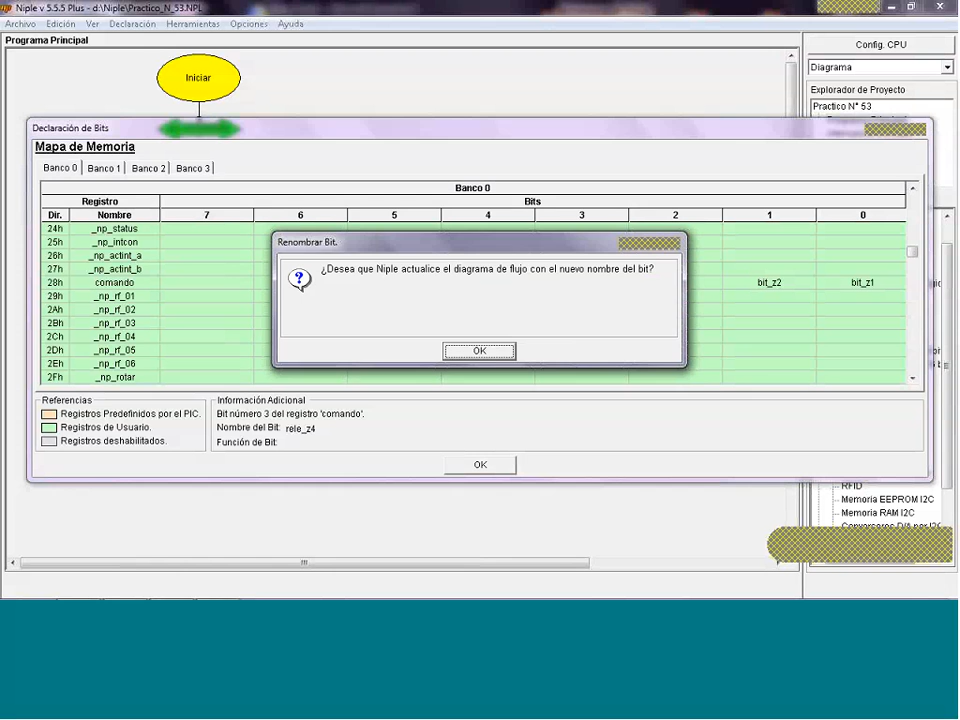 Niple v 5.5.5 Plus - d:\Niple\Practico_N_53.NPL
Archivo Edición Ver Declaración Herramientas Opciones Ayuda
Programa Principal
Config. CPU
Iniciar
Diagrama
Explorador de Proyecto
Practico N° 53
Declaración de Bits
Mapa de Memoria
Banco 0 Banco 1 Banco 2 Banco 3
Banco 0
Registro Bits
Dir. Nombre 7 6 5 4 3 2 1 0
24h _np_status
25h _np_intcon
26h _np_actint_a
27h _np_actint_b
28h comando bit_z2 bit_z1
29h _np_rf_01
2Ah _np_rf_02
2Bh _np_rf_03
2Ch _np_rf_04
2Dh _np_rf_05
2Eh _np_rf_06
2Fh _np_rotar
Renombrar Bit.
¿Desea que Niple actualice el diagrama de flujo con el nuevo nombre del bit?
OK
Referencias
Registros Predefinidos por el PIC.
Registros de Usuario.
Registros deshabilitados.
Información Adicional
Bit número 3 del registro 'comando'.
Nombre del Bit: rele_z4
Función de Bit:
OK
RFID
Memoria EEPROM I2C
Memoria RAM I2C
Conversores D/A por I2C